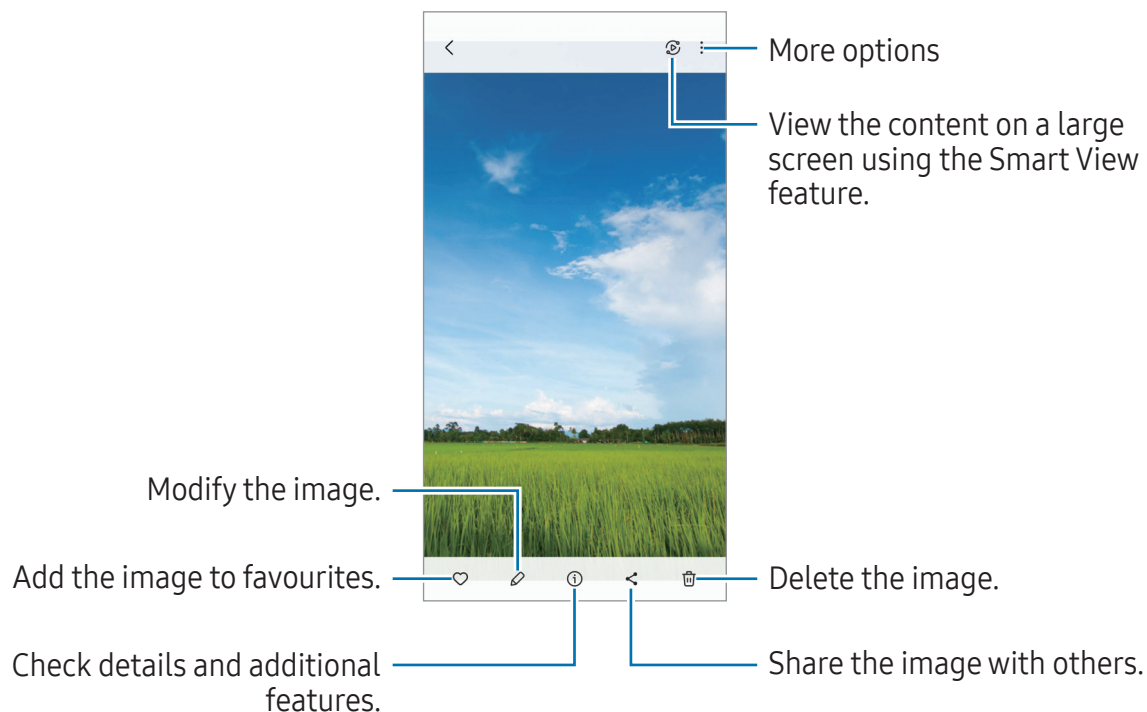 More options
View the content on a large
screen using the Smart View
feature.
Modify the image.
Add the image to favourites.
Delete the image.
Check details and additional
features.
Share the image with others.